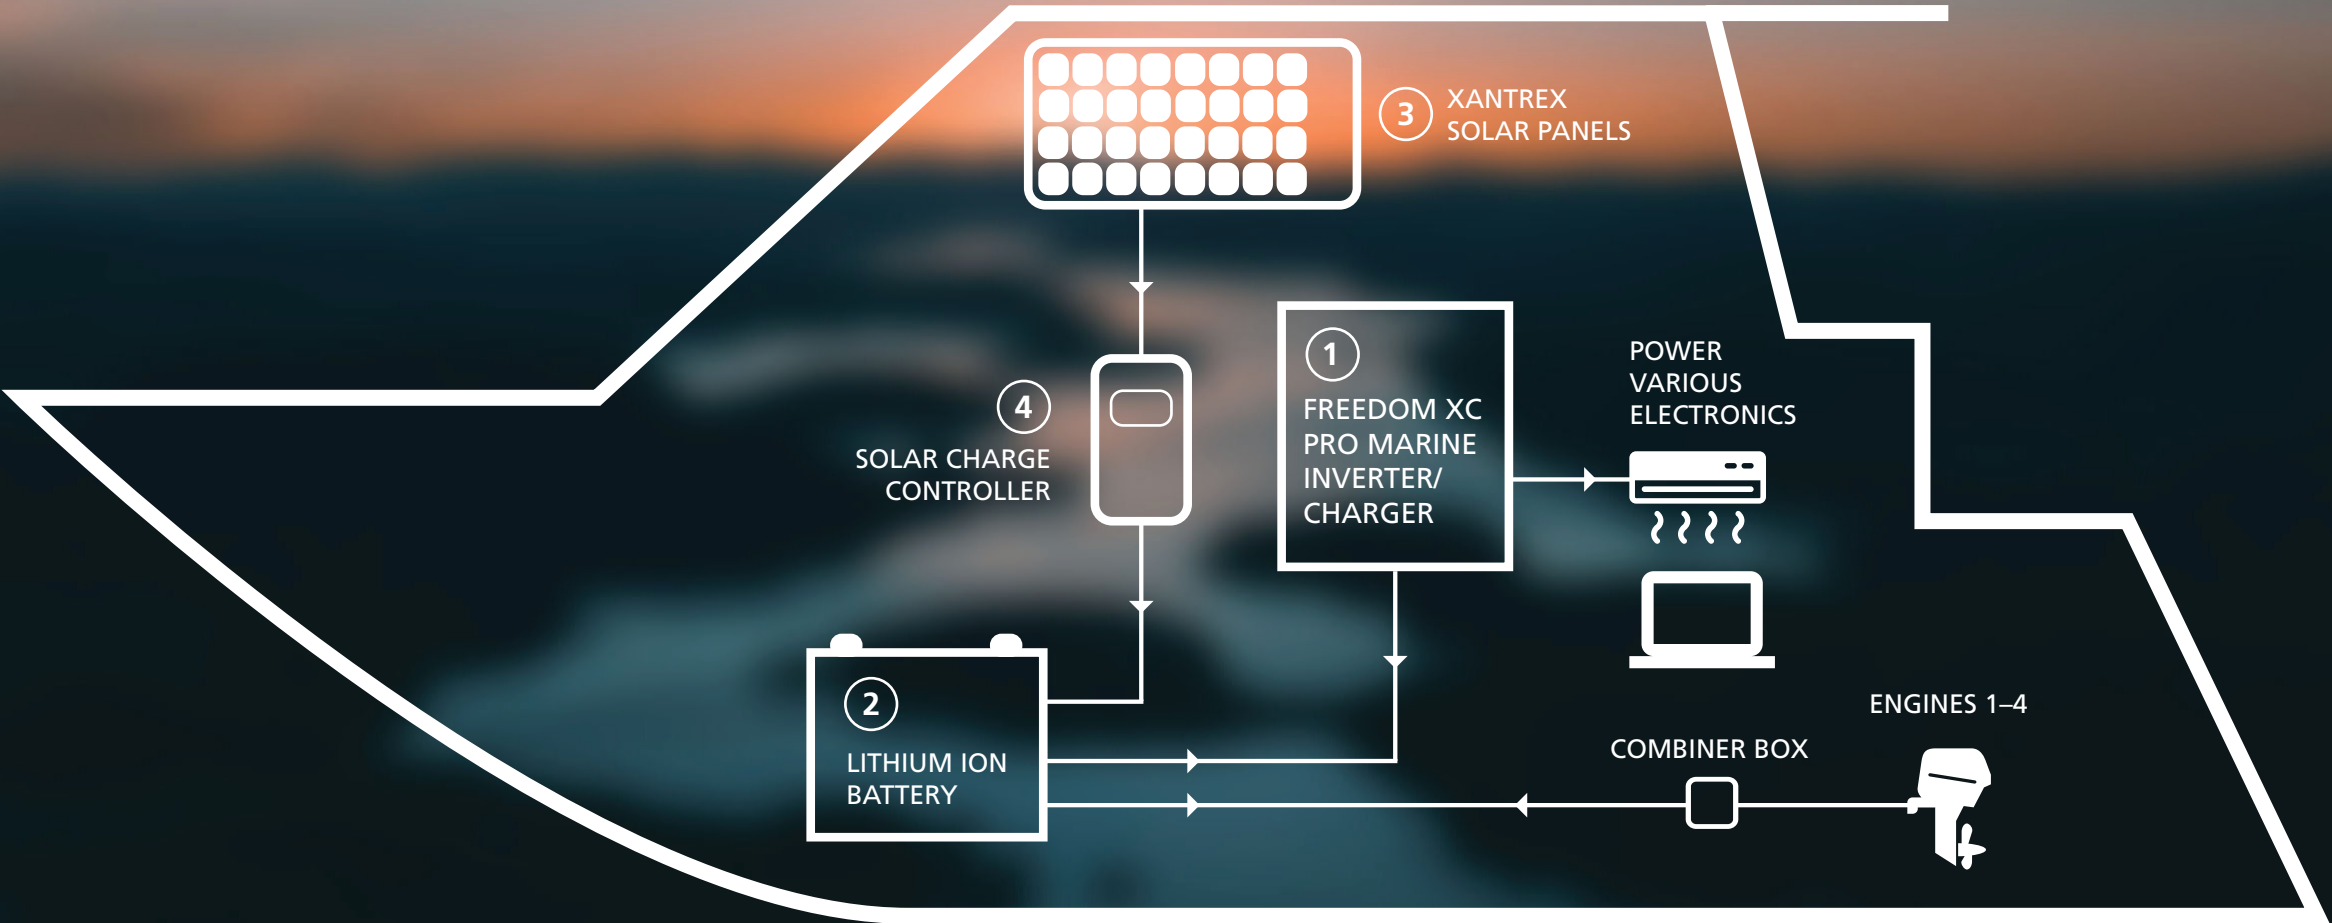 3
XANTREX
SOLAR PANELS
1
FREEDOM XC
PRO MARINE
INVERTER/
CHARGER
POWER
VARIOUS
ELECTRONICS
4
SOLAR CHARGE
CONTROLLER
2
LITHIUM ION
BATTERY
COMBINER BOX
ENGINES 1–4